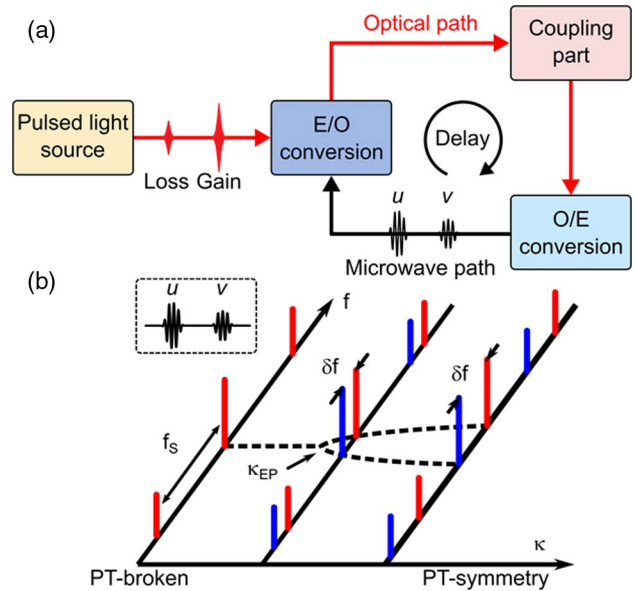 (a)
Optical path
Coupling
part
Pulsed light
source
Loss Gain
E/O
conversion
Delay
u v
O/E
conversion
Microwave path
(b)
u v
f
δf
δf
fS
κEP
κ
PT-broken
PT-symmetry